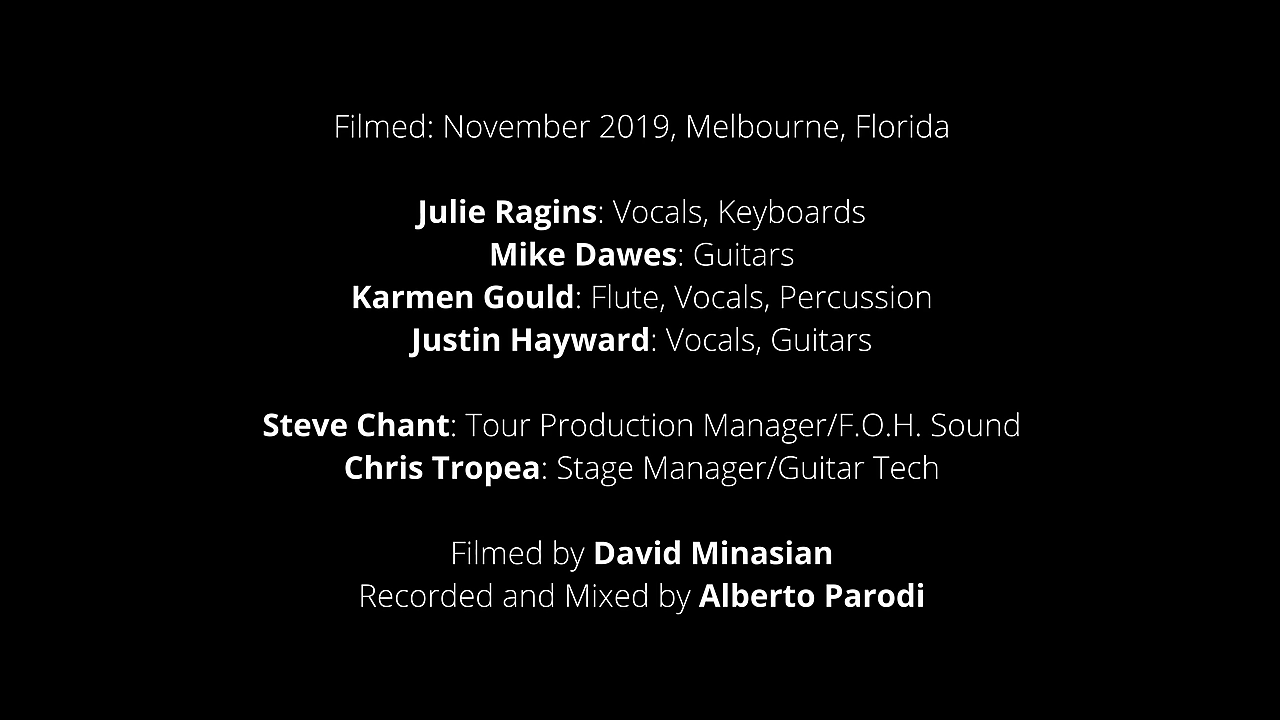 Filmed: November 2019, Melbourne, Florida
Julie Ragins: Vocals, Keyboards
Mike Dawes: Guitars
Karmen Gould: Flute, Vocals, Percussion
Justin Hayward: Vocals, Guitars
Steve Chant: Tour Production Manager/F.O.H. Sound
Chris Tropea: Stage Manager/Guitar Tech
Filmed by David Minasian
Recorded and Mixed by Alberto Parodi